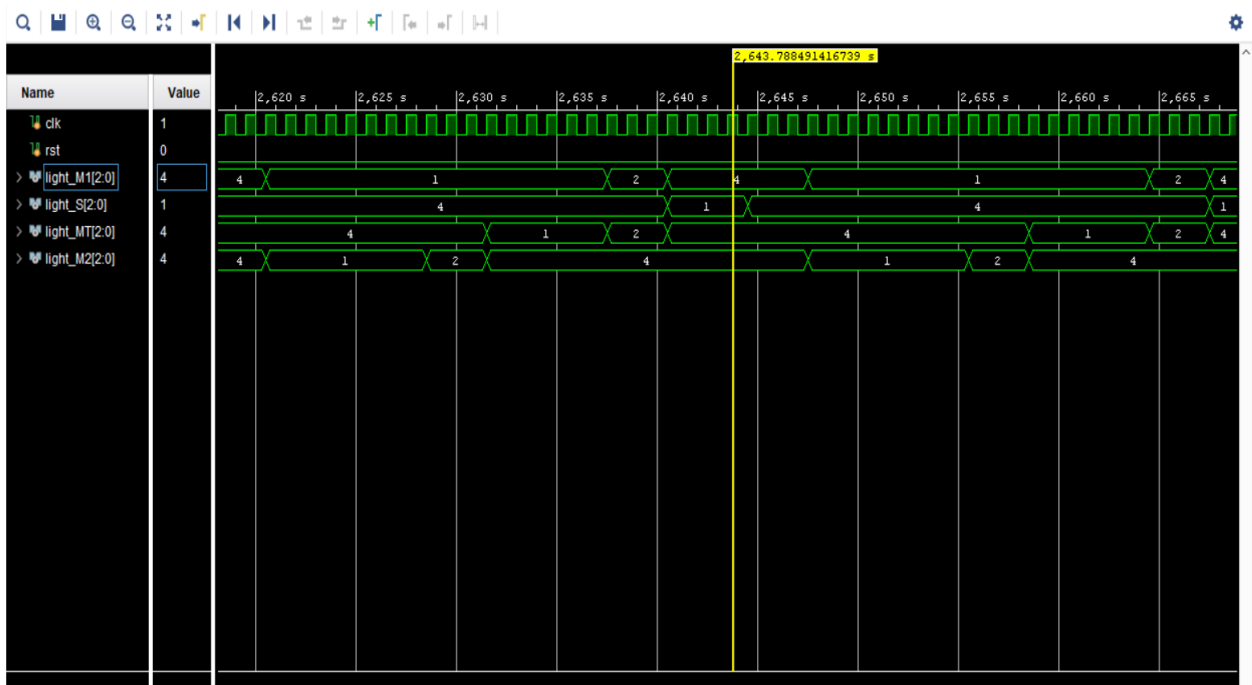 2,643.788491416739 s
Name Value
2,620 s 2,625 s 2,630 s 2,635 s 2,640 s 2,645 s 2,650 s 2,655 s 2,660 s 2,665 s
clk 1
rst 0
light_M1[2:0] 4 4 1 2 4 1 2 4
light_S[2:0] 1 4 1 4 1
light_MT[2:0] 4 4 1 2 4 1 2 4
light_M2[2:0] 4 4 1 2 4 1 2 4